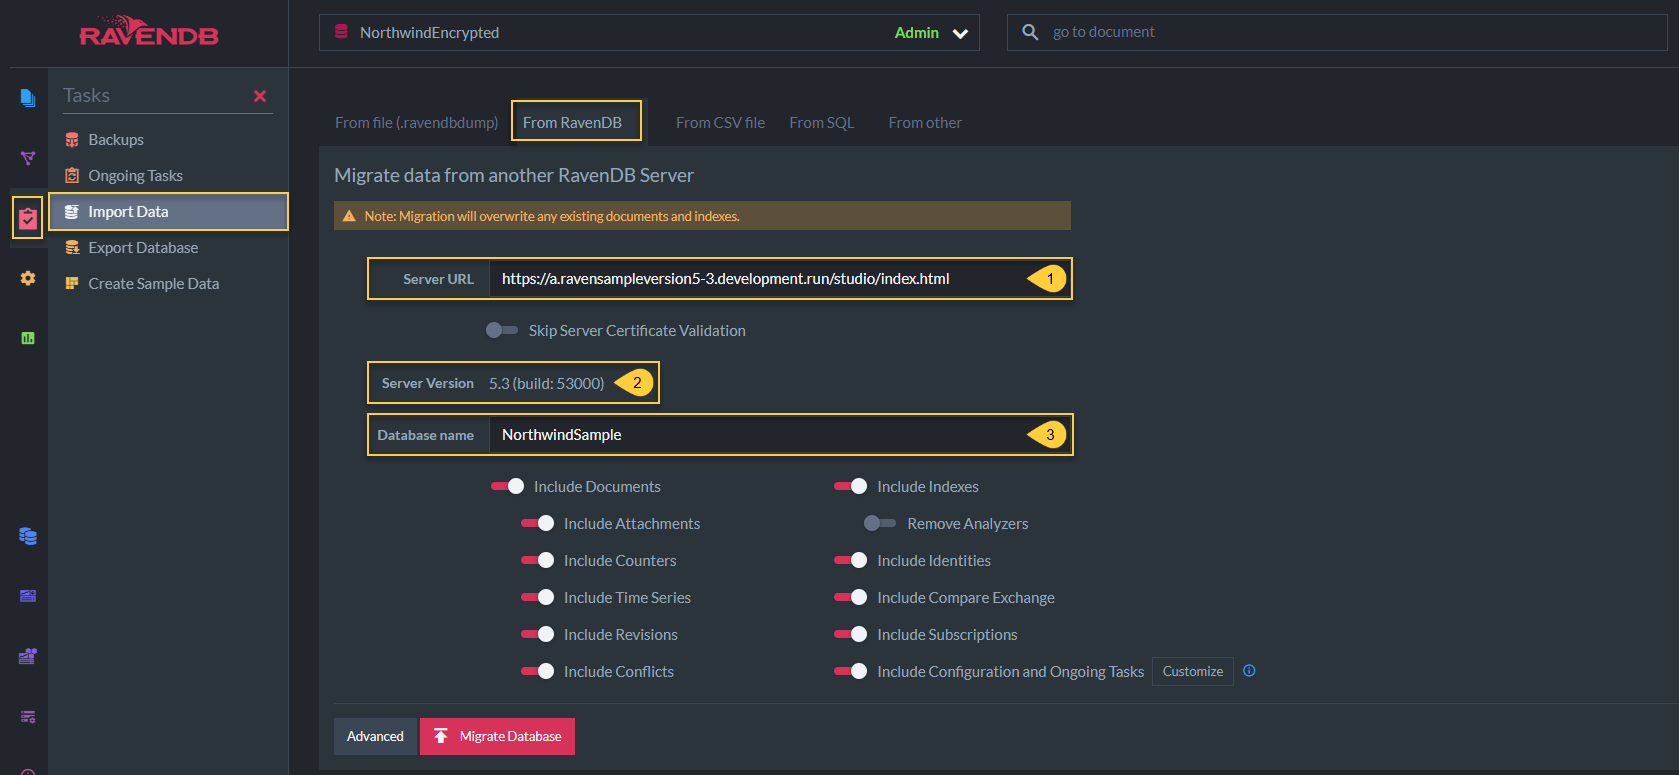 RAVENDB
NorthwindEncrypted
Admin
go to document
Tasks
Backups
Ongoing Tasks
Import Data
Export Database
Create Sample Data
From file (.ravendbdump)
From RavenDB
From CSV file
From SQL
From other
Migrate data from another RavenDB Server
Note: Migration will overwrite any existing documents and indexes.
Server URL https://a.ravensampleversion5-3.development.run/studio/index.html 1
Skip Server Certificate Validation
Server Version 5.3 (build: 53000) 2
Database name NorthwindSample 3
Include Documents
Include Indexes
Include Attachments
Remove Analyzers
Include Counters
Include Identities
Include Time Series
Include Compare Exchange
Include Revisions
Include Subscriptions
Include Conflicts
Include Configuration and Ongoing Tasks
Customize
Advanced
Migrate Database